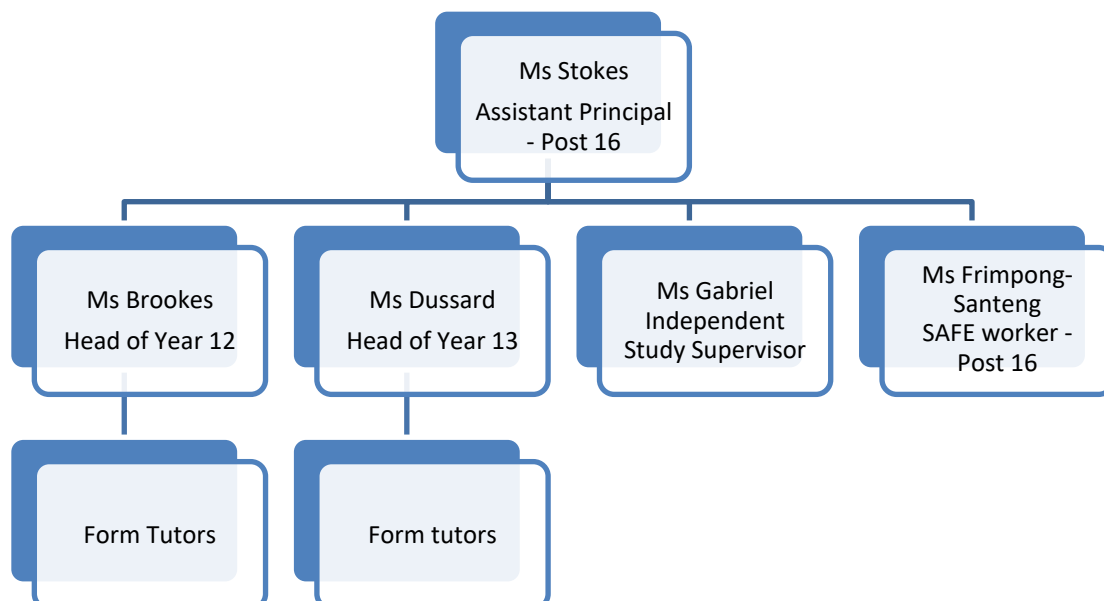 Ms Stokes
Assistant Principal
- Post 16
Ms Brookes
Head of Year 12
Ms Dussard
Head of Year 13
Ms Gabriel
Independent
Study Supervisor
Ms Frimpong-
Santeng
SAFE worker -
Post 16
Form Tutors
Form tutors